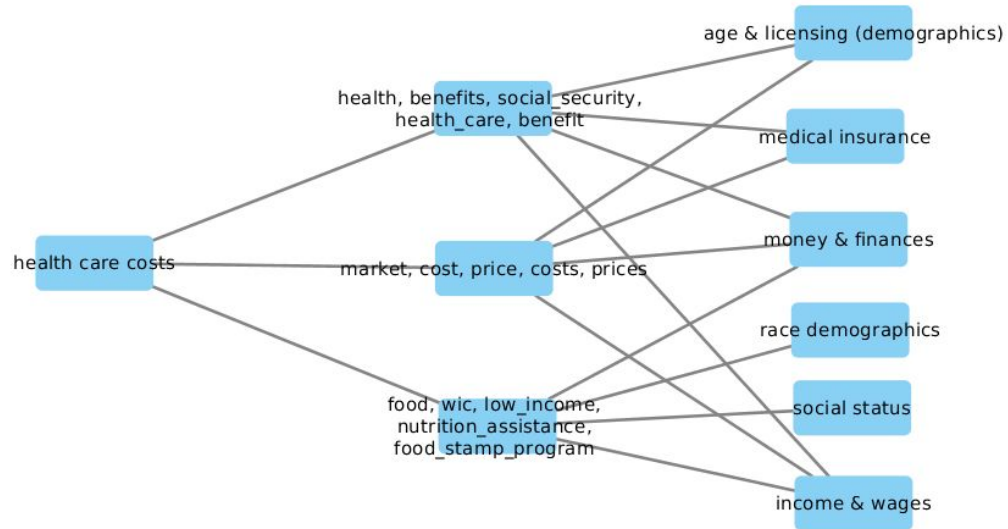 health care costs
health, benefits, social_security,
health_care, benefit
market, cost, price, costs, prices
food, wic, low_income,
nutrition_assistance,
food_stamp_program
age & licensing (demographics)
medical insurance
money & finances
race demographics
social status
income & wages